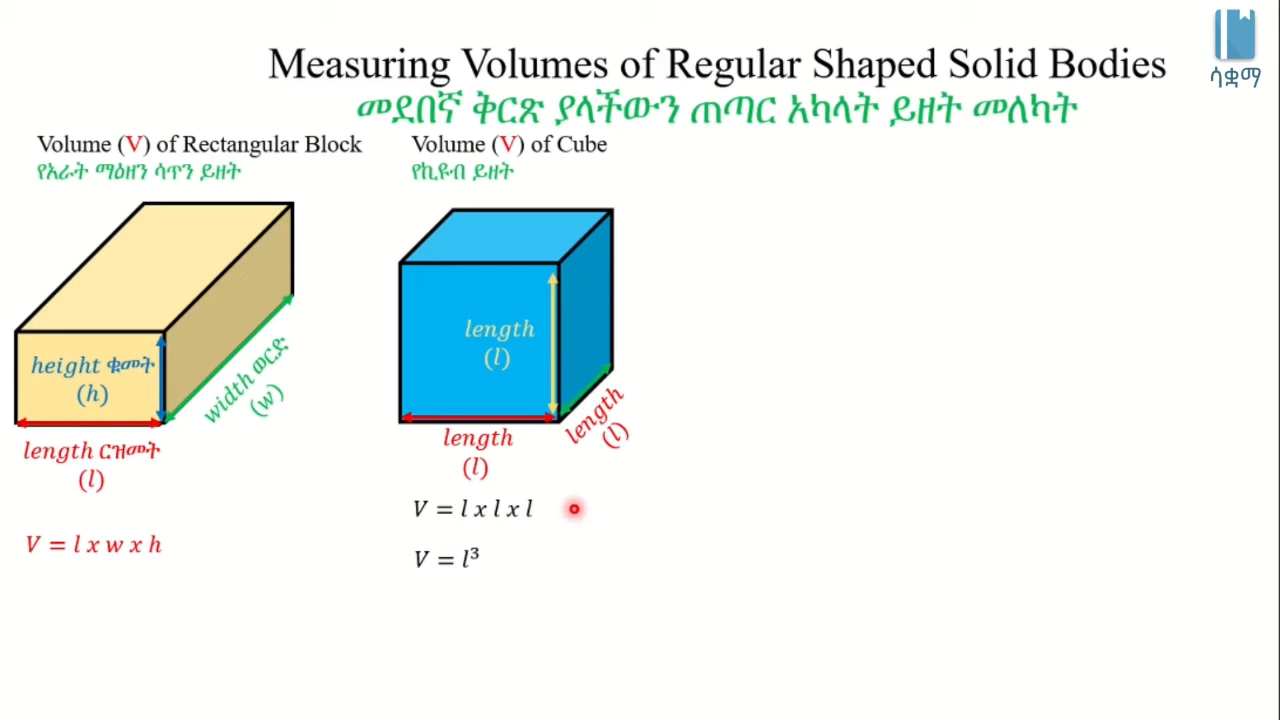 Measuring Volumes of Regular Shaped Solid Bodies
መደበኛ ቅርጽ ያላችውን ጠጣር አካላት ይዘት መለካት
ሳቋማ
Volume (V) of Rectangular Block
የአራት ማዕዘን ሳጥን ይዘት
height ቁመት
(h)
width ወርድ
(w)
length ርዝመት
(l)
V = l x w x h
Volume (V) of Cube
የኪዩብ ይዘት
length
(l)
length
(l)
length
(l)
V = l x l x l
V = l³